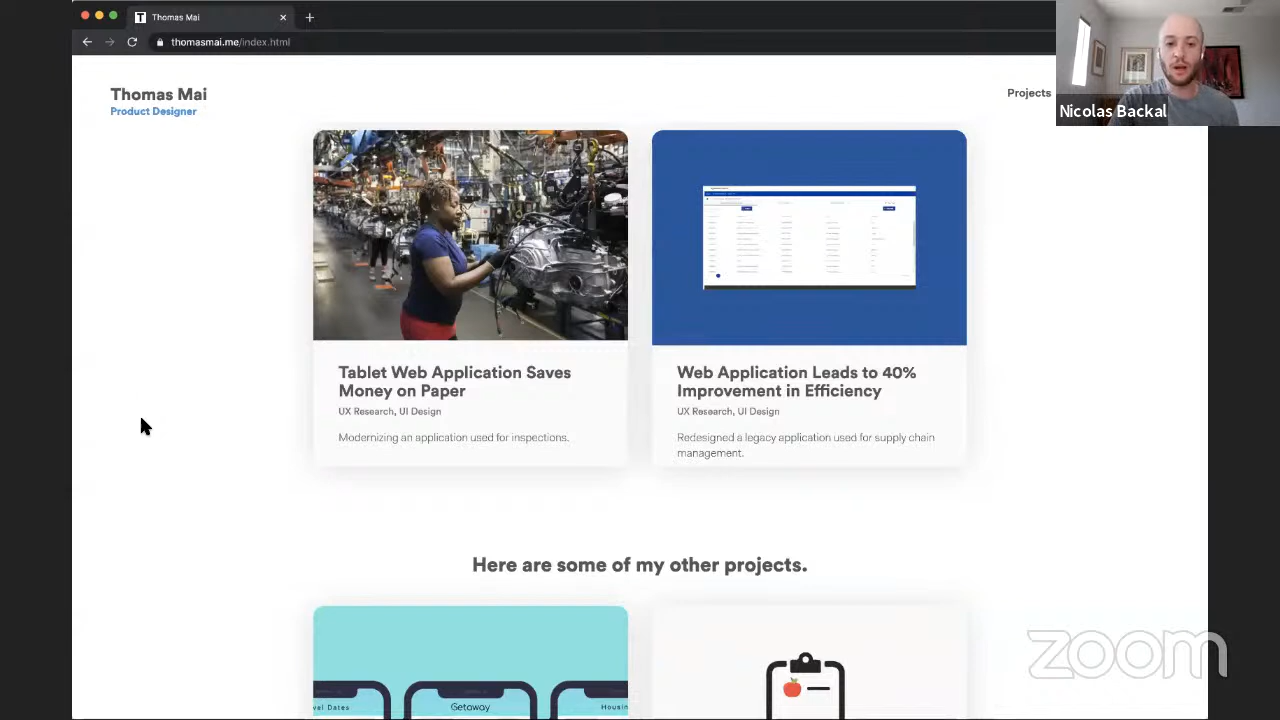 Thomas Mai
thomasmai.me/index.html
Nicolas Backal
Thomas Mai
Product Designer
Projects
Tablet Web Application Saves
Money on Paper
UX Research, UI Design
Modernizing an application used for inspections.
Web Application Leads to 40%
Improvement in Efficiency
UX Research, UI Design
Redesigned a legacy application used for supply chain
management.
Here are some of my other projects.
vel Dates
Getaway
Housin
zoom